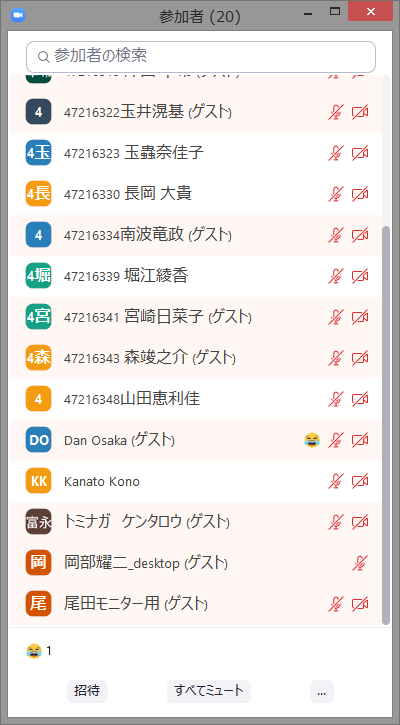 参加者 (20)
参加者の検索
4 47216322玉井滉基 (ゲスト)
4玉 47216323 玉蟲奈佳子
4長 47216330 長岡 大貴
4 47216334南波竜政 (ゲスト)
4堀 47216339 堀江綾香
4宮 47216341 宮崎日菜子 (ゲスト)
4森 47216343 森竣之介 (ゲスト)
4 47216348山田恵利佳
DO Dan Osaka (ゲスト)
KK Kanato Kono
富永 トミナガ ケンタロウ (ゲスト)
岡 岡部耀二_desktop (ゲスト)
尾 尾田モニター用 (ゲスト)
1
招待 すべてミュート ...